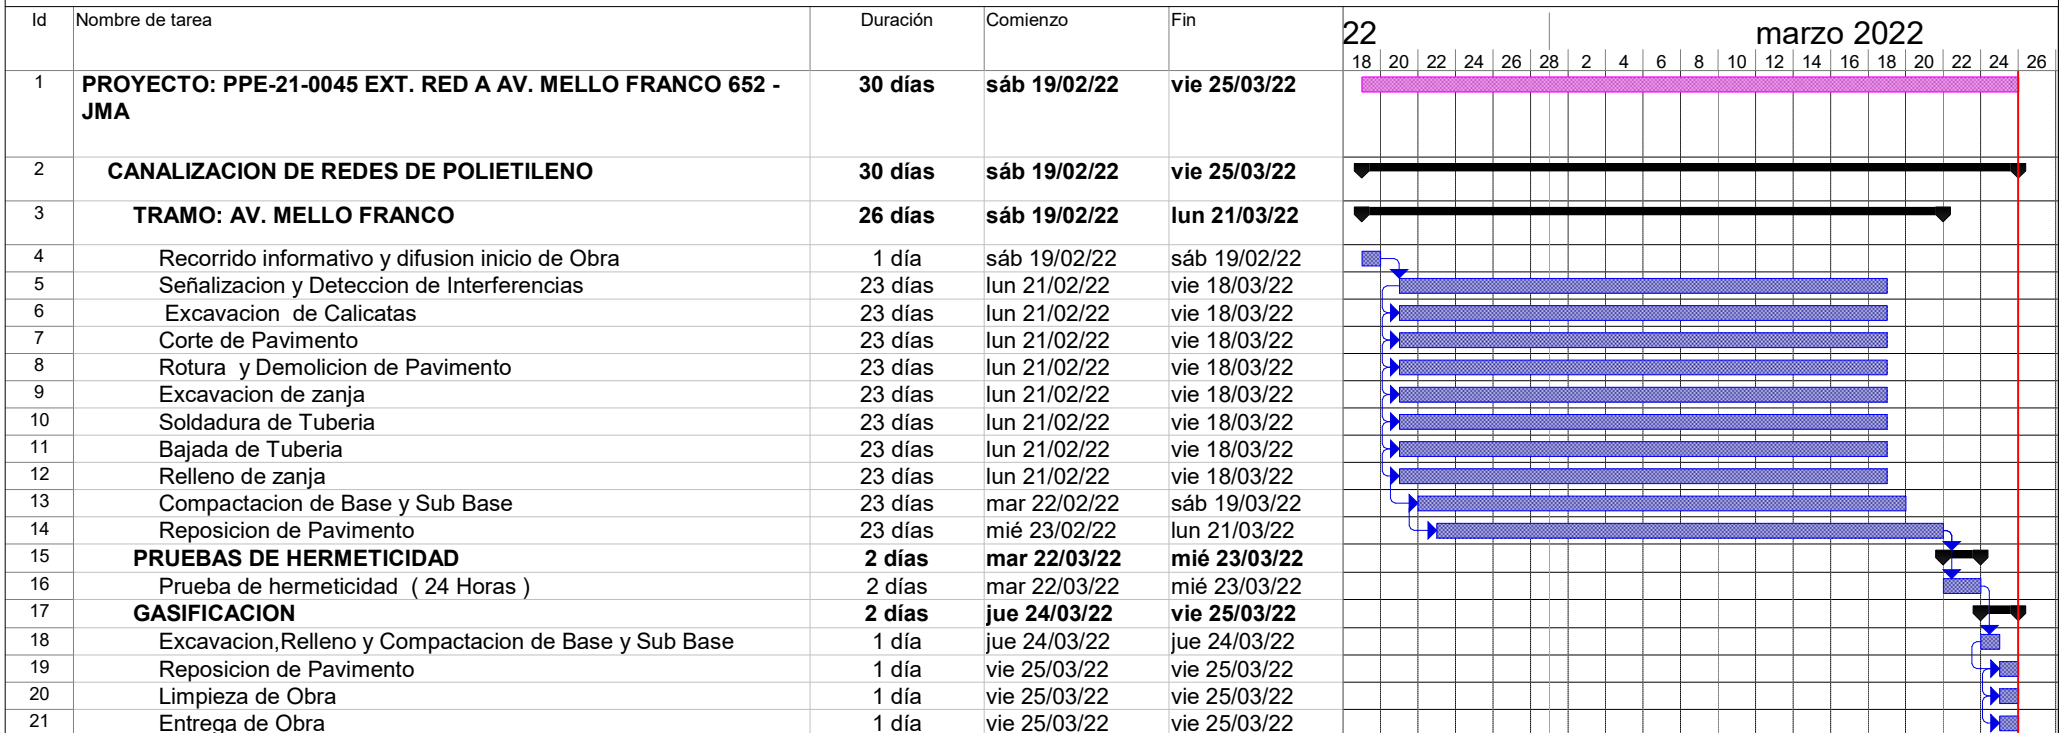 Id Nombre de tarea Duración Comienzo Fin
22 marzo 2022
18 20 22 24 26 28 2 4 6 8 10 12 14 16 18 20 22 24 26
1 PROYECTO: PPE-21-0045 EXT. RED A AV. MELLO FRANCO 652 - 30 días sáb 19/02/22 vie 25/03/22
JMA
2 CANALIZACION DE REDES DE POLIETILENO 30 días sáb 19/02/22 vie 25/03/22
3 TRAMO: AV. MELLO FRANCO 26 días sáb 19/02/22 lun 21/03/22
4 Recorrido informativo y difusion inicio de Obra 1 día sáb 19/02/22 sáb 19/02/22
5 Señalizacion y Deteccion de Interferencias 23 días lun 21/02/22 vie 18/03/22
6 Excavacion de Calicatas 23 días lun 21/02/22 vie 18/03/22
7 Corte de Pavimento 23 días lun 21/02/22 vie 18/03/22
8 Rotura y Demolicion de Pavimento 23 días lun 21/02/22 vie 18/03/22
9 Excavacion de zanja 23 días lun 21/02/22 vie 18/03/22
10 Soldadura de Tuberia 23 días lun 21/02/22 vie 18/03/22
11 Bajada de Tuberia 23 días lun 21/02/22 vie 18/03/22
12 Relleno de zanja 23 días lun 21/02/22 vie 18/03/22
13 Compactacion de Base y Sub Base 23 días mar 22/02/22 sáb 19/03/22
14 Reposicion de Pavimento 23 días mié 23/02/22 lun 21/03/22
15 PRUEBAS DE HERMETICIDAD 2 días mar 22/03/22 mié 23/03/22
16 Prueba de hermeticidad ( 24 Horas ) 2 días mar 22/03/22 mié 23/03/22
17 GASIFICACION 2 días jue 24/03/22 vie 25/03/22
18 Excavacion,Relleno y Compactacion de Base y Sub Base 1 día jue 24/03/22 jue 24/03/22
19 Reposicion de Pavimento 1 día vie 25/03/22 vie 25/03/22
20 Limpieza de Obra 1 día vie 25/03/22 vie 25/03/22
21 Entrega de Obra 1 día vie 25/03/22 vie 25/03/22